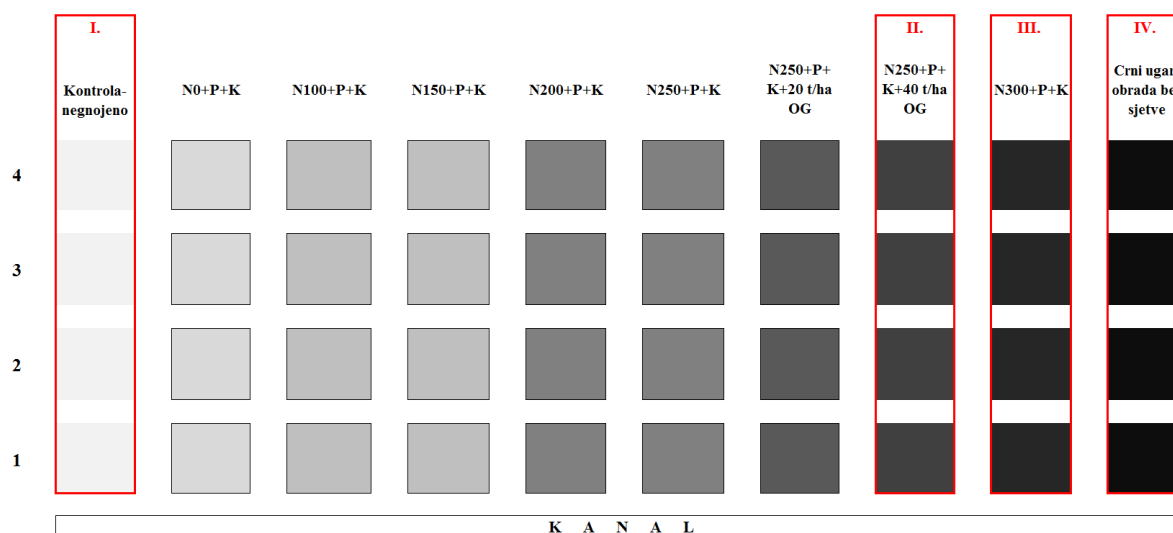 I.
II.
III.
IV.
Kontrola-
negnojeno
N0+P+K
N100+P+K
N150+P+K
N200+P+K
N250+P+K
N250+P+
K+20 t/ha
OG
N250+P+
K+40 t/ha
OG
N300+P+K
Crni ugar
obrada be
sjetve
4
3
2
1
K A N A L